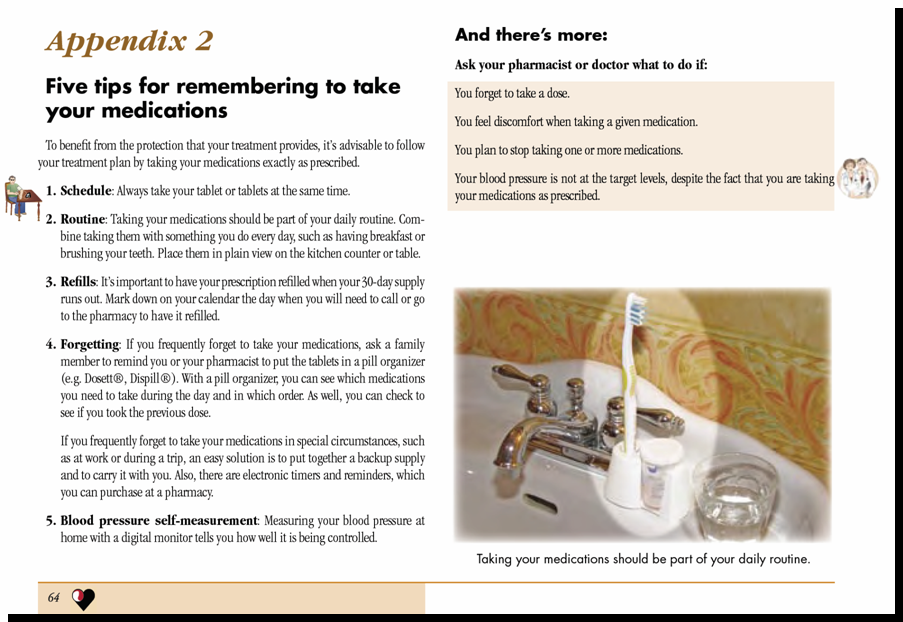 Appendix 2
Five tips for remembering to take
your medications
To benefit from the protection that your treatment provides, it's advisable to follow
your treatment plan by taking your medications exactly as prescribed.
1. Schedule: Always take your tablet or tablets at the same time.
2. Routine: Taking your medications should be part of your daily routine. Com-
bine taking them with something you do every day, such as having breakfast or
brushing your teeth. Place them in plain view on the kitchen counter or table.
3. Refills: It's important to have your prescription refilled when your 30-day supply
runs out. Mark down on your calendar the day when you will need to call or go
to the pharmacy to have it refilled.
4. Forgetting: If you frequently forget to take your medications, ask a family
member to remind you or your pharmacist to put the tablets in a pill organizer
(e.g. Dosett®, Dispill®). With a pill organizer, you can see which medications
you need to take during the day and in which order. As well, you can check to
see if you took the previous dose.
If you frequently forget to take your medications in special circumstances, such
as at work or during a trip, an easy solution is to put together a backup supply
and to carry it with you. Also, there are electronic timers and reminders, which
you can purchase at a pharmacy.
5. Blood pressure self-measurement: Measuring your blood pressure at
home with a digital monitor tells you how well it is being controlled.
64
And there's more:
Ask your pharmacist or doctor what to do if:
You forget to take a dose.
You feel discomfort when taking a given medication.
You plan to stop taking one or more medications.
Your blood pressure is not at the target levels, despite the fact that you are taking
your medications as prescribed.
Taking your medications should be part of your daily routine.